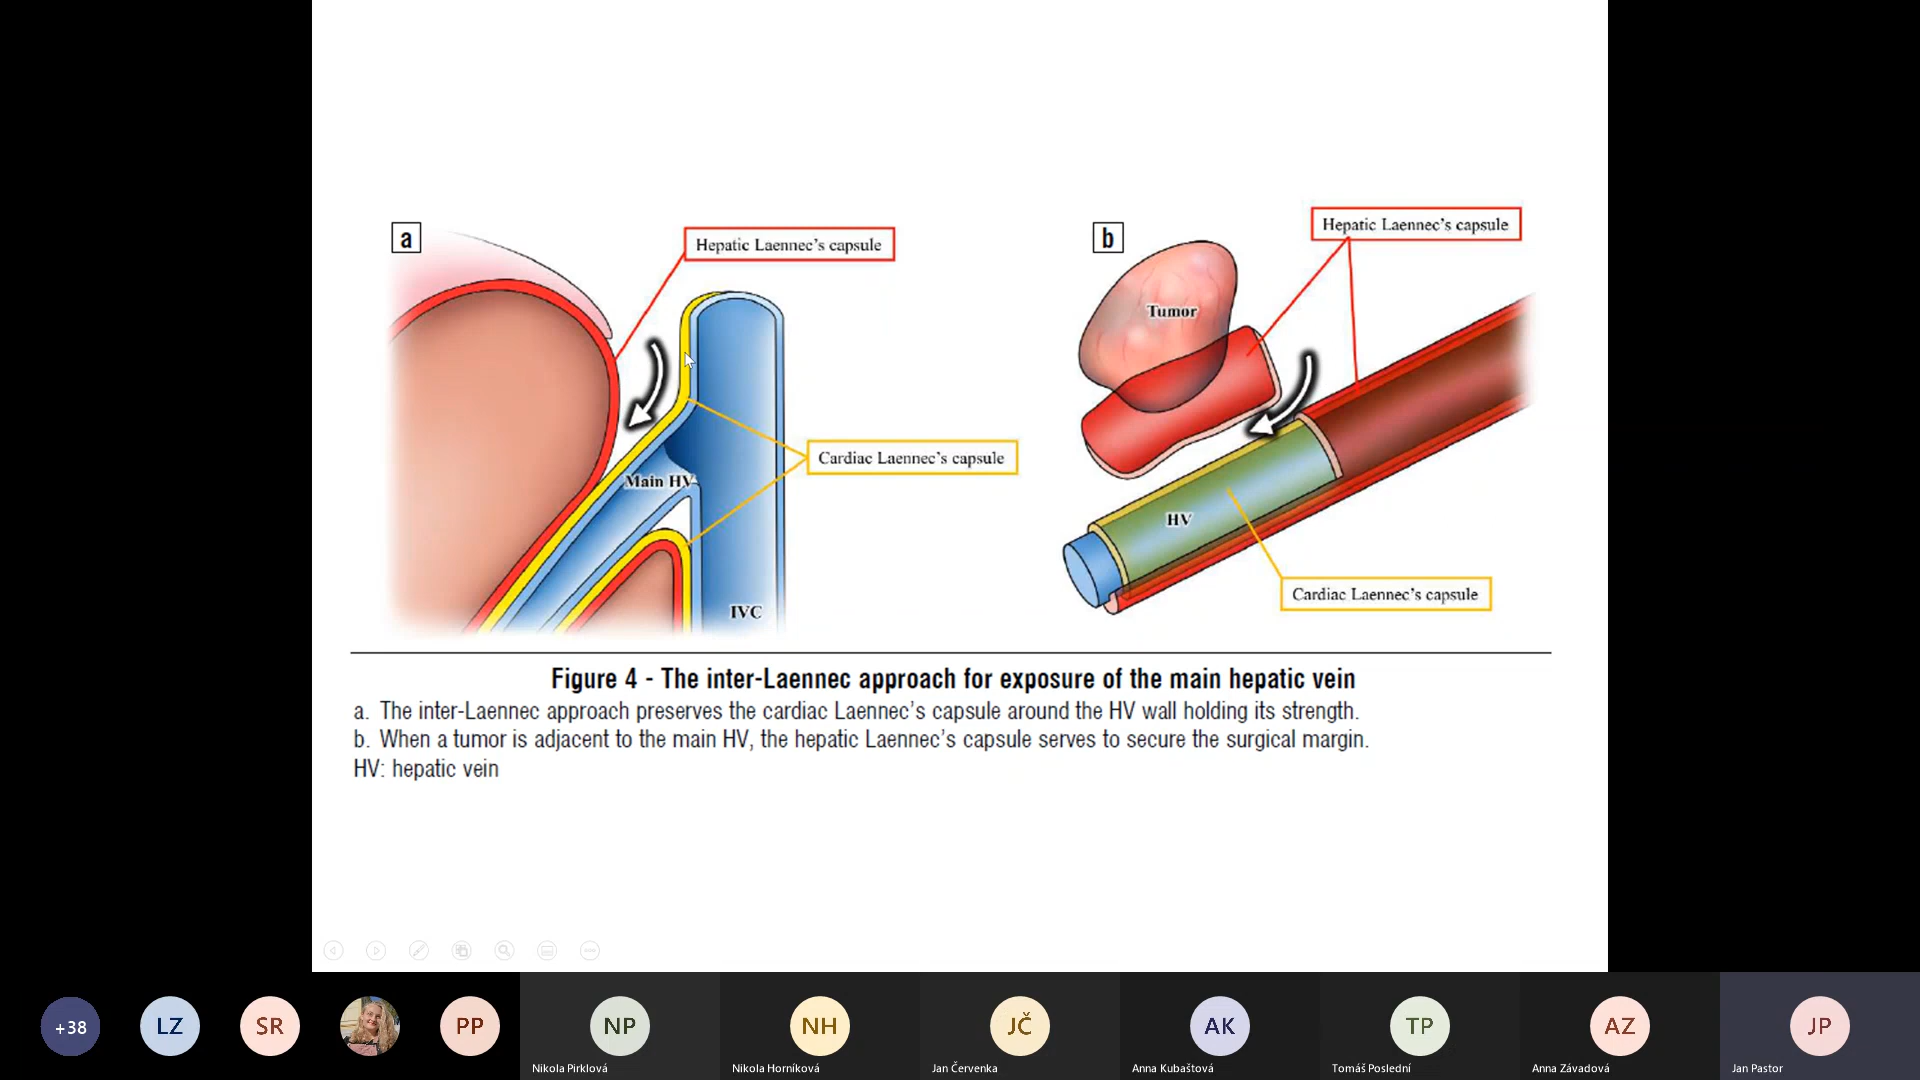 a
Hepatic Laennec's capsule
Main HV
Cardiac Laennec's capsule
IVC
b
Hepatic Laennec's capsule
Tumor
HV
Cardiac Laennec's capsule
Figure 4 - The inter-Laennec approach for exposure of the main hepatic vein
a. The inter-Laennec approach preserves the cardiac Laennec's capsule around the HV wall holding its strength.
b. When a tumor is adjacent to the main HV, the hepatic Laennec's capsule serves to secure the surgical margin.
HV: hepatic vein
+38
LZ
SR
PP
NP
NH
JČ
AK
TP
AZ
JP
Nikola Pirklová
Nikola Horníková
Jan Červenka
Anna Kubaštová
Tomáš Poslední
Anna Závadová
Jan Pastor